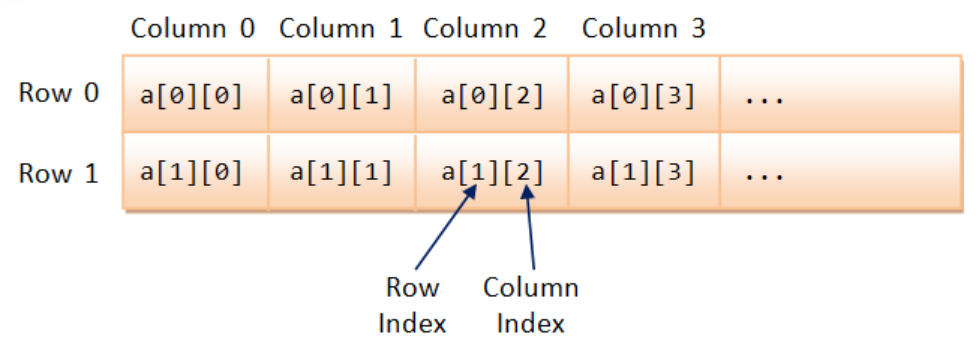 Column 0 Column 1 Column 2 Column 3
Row 0 a[0][0] a[0][1] a[0][2] a[0][3] ...
Row 1 a[1][0] a[1][1] a[1][2] a[1][3] ...
Row Column
Index Index